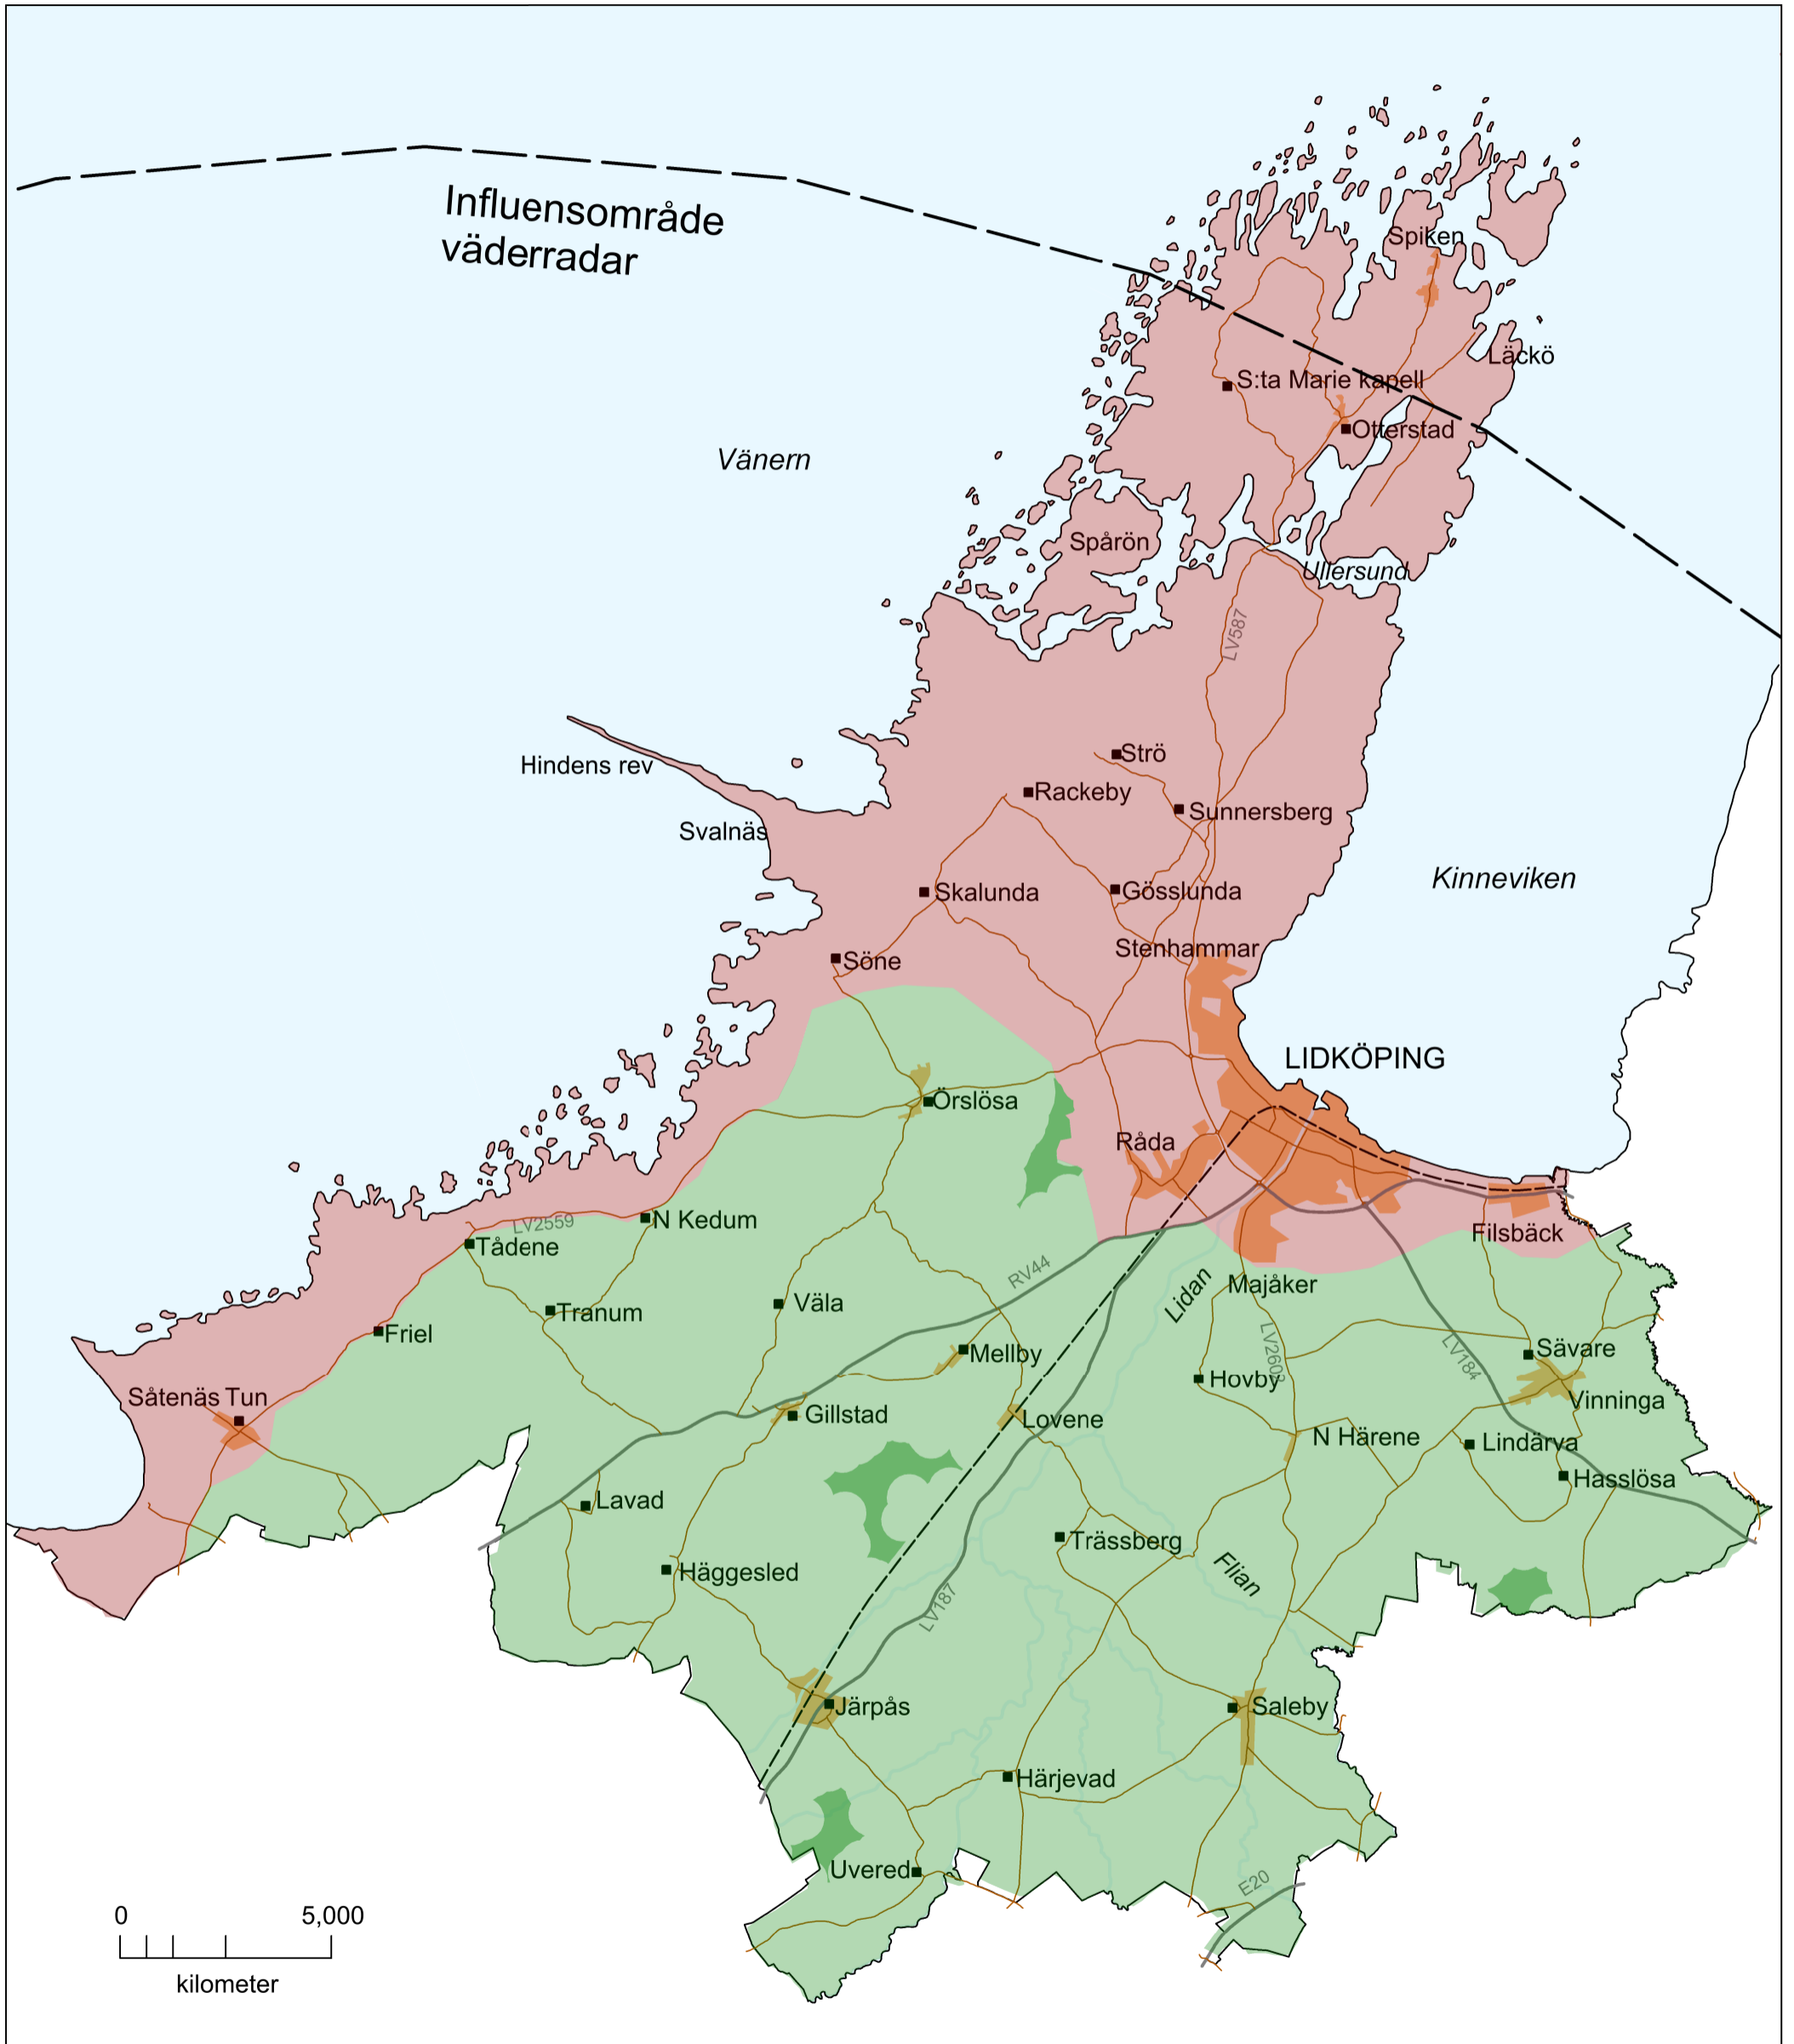 Influensområde
väderradar
Spiken
Läckö
S:ta Marie kapell
Otterstad
Vänern
Spårön
Ullersund
LV587
Hindens rev
Strö
Rackeby
Sunnersberg
Svalnäs
Kinneviken
Skalunda
Gösslunda
Stenhammar
Söne
LIDKÖPING
Örslösa
Råda
N Kedum
LV2559
Tådene
Filsbäck
RV44
Lidan
Majåker
Väla
Tranum
Friel
Mellby
LV2602
LV184
Sävare
Hovby
Såtenäs Tun
Vinninga
Gillstad
Lovene
N Härene
Lindärva
Hasslösa
Lavad
Trässberg
Häggesled
Flian
LV187
Järpås
Saleby
Härjevad
Uvered
E20
0 5,000
kilometer